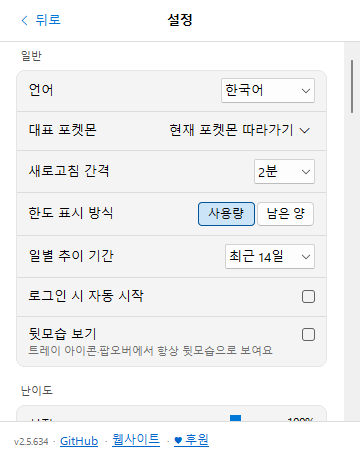 뒤로
설정
일반
언어
한국어
대표 포켓몬
현재 포켓몬 따라가기
새로고침 간격
2분
한도 표시 방식
사용량
남은 양
일별 추이 기간
최근 14일
로그인 시 자동 시작
뒷모습 보기
트레이 아이콘·팝오버에서 항상 뒷모습으로 보여요
난이도
100%
v2.5.634 · GitHub · 웹사이트 · ♥ 후원